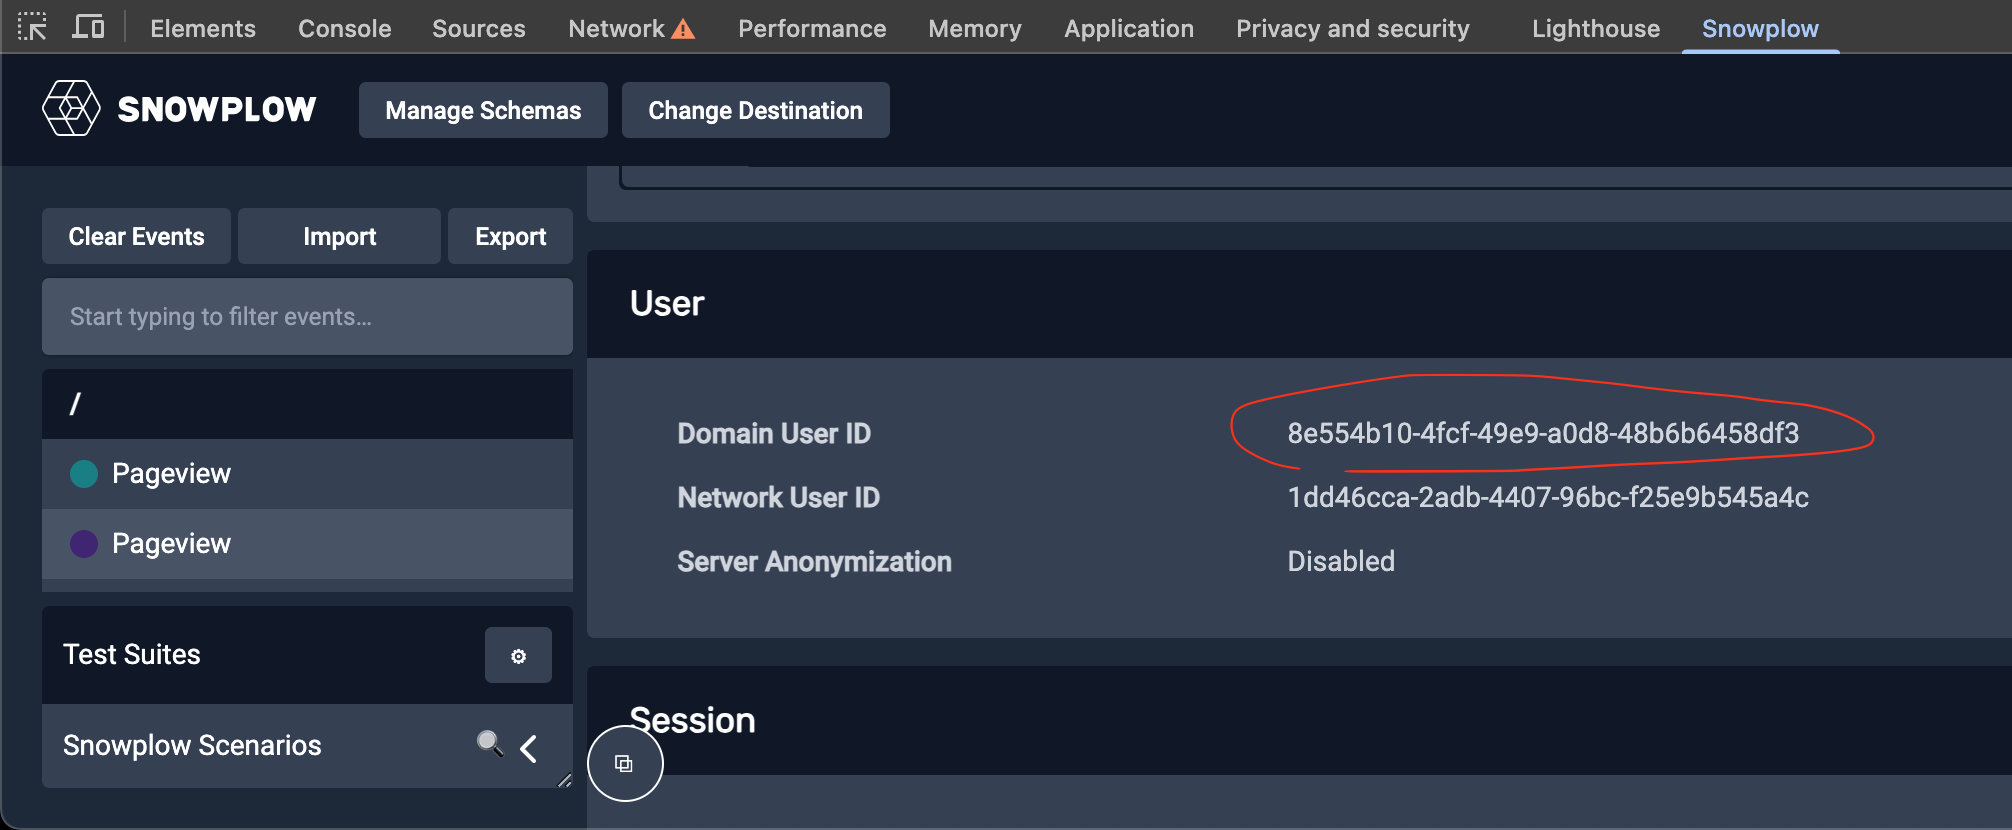 Elements Console Sources Network Performance Memory Application Privacy and security Lighthouse Snowplow
SNOWPLOW Manage Schemas Change Destination
Clear Events Import Export
Start typing to filter events...
/
Pageview
Pageview
Test Suites
Snowplow Scenarios
User
Domain User ID 8e554b10-4fcf-49e9-a0d8-48b6b6458df3
Network User ID 1dd46cca-2adb-4407-96bc-f25e9b545a4c
Server Anonymization Disabled
Session